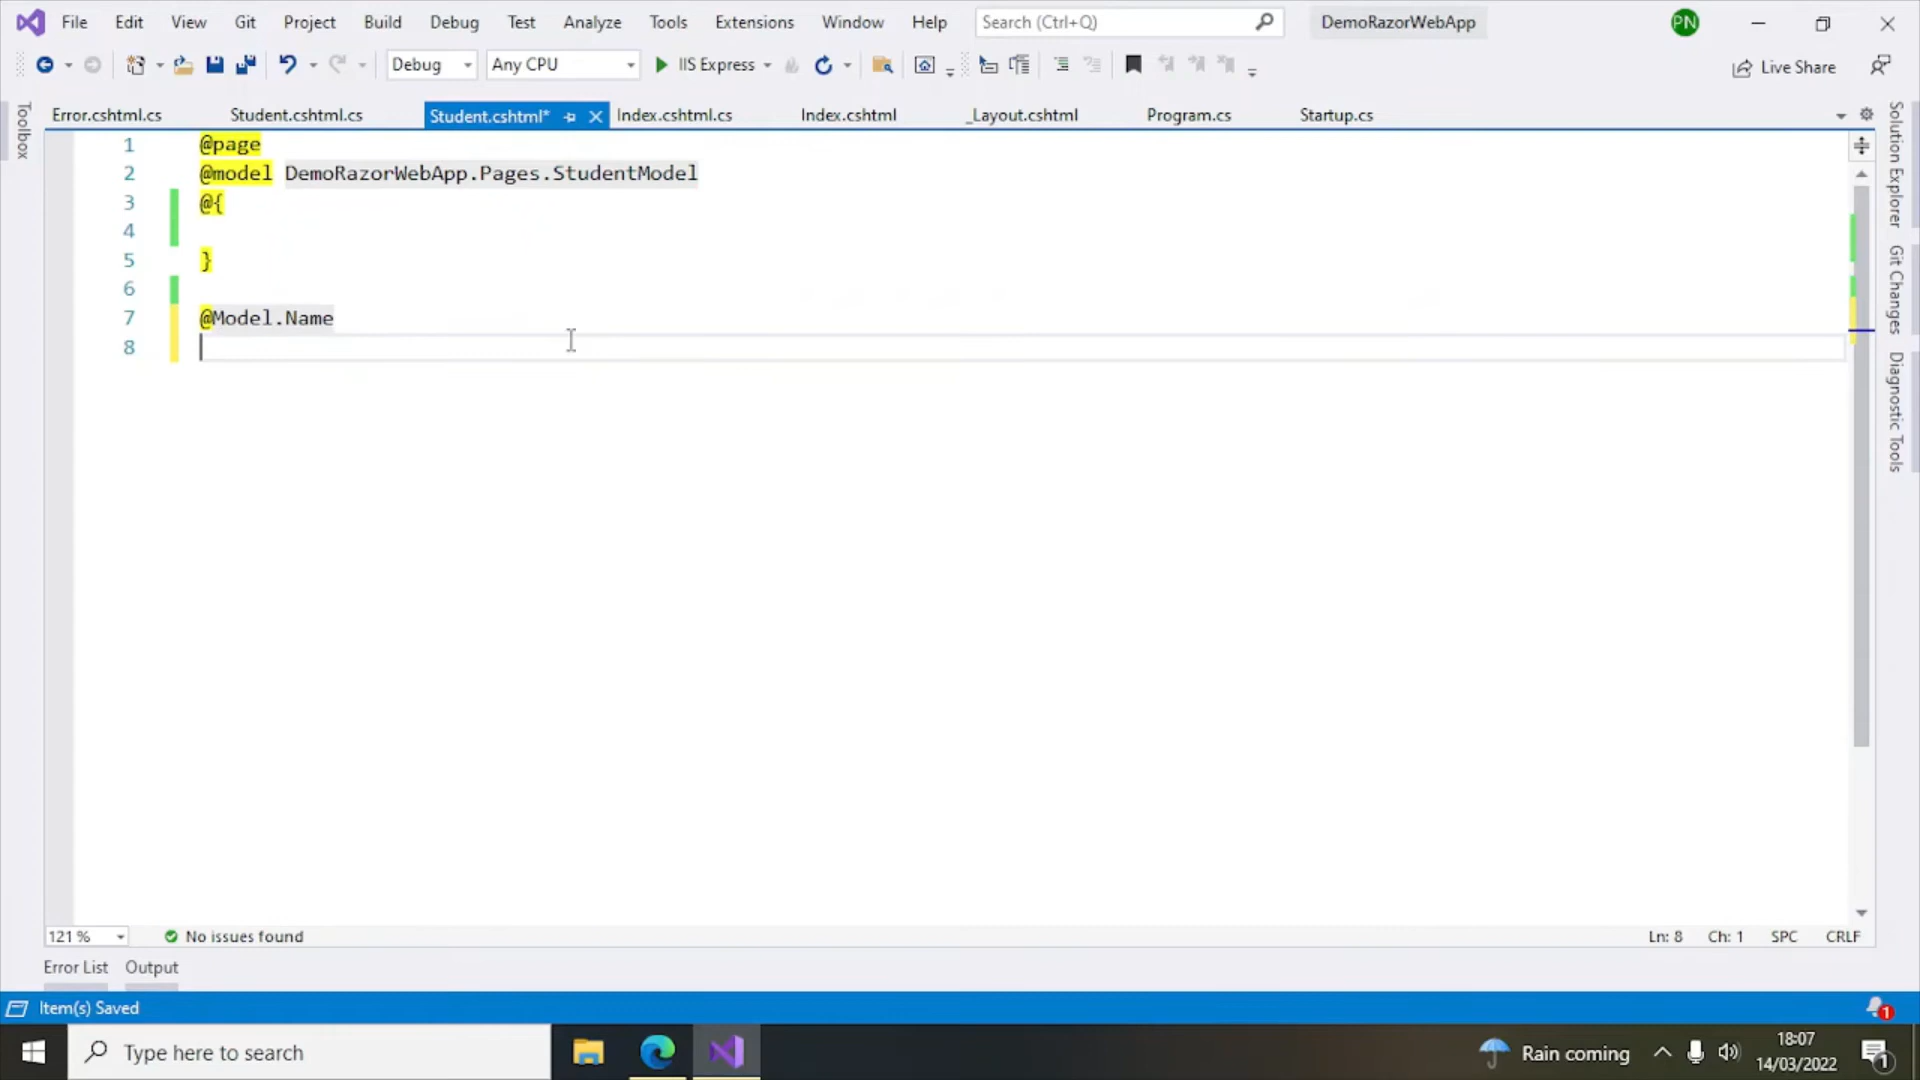 File Edit View Git Project Build Debug Test Analyze Tools Extensions Window Help Search (Ctrl+Q) DemoRazorWebApp PN
Debug Any CPU IIS Express Live Share
Error.cshtml.cs Student.cshtml.cs Student.cshtml* Index.cshtml.cs Index.cshtml _Layout.cshtml Program.cs Startup.cs
Toolbox
1 @page
2 @model DemoRazorWebApp.Pages.StudentModel
3 @{
4
5 }
6
7 @Model.Name
8
Solution Explorer
Git Changes
Diagnostic Tools
121 % No issues found Ln: 8 Ch: 1 SPC CRLF
Error List Output
Item(s) Saved 1
Type here to search Rain coming 18:07
14/03/2022 1